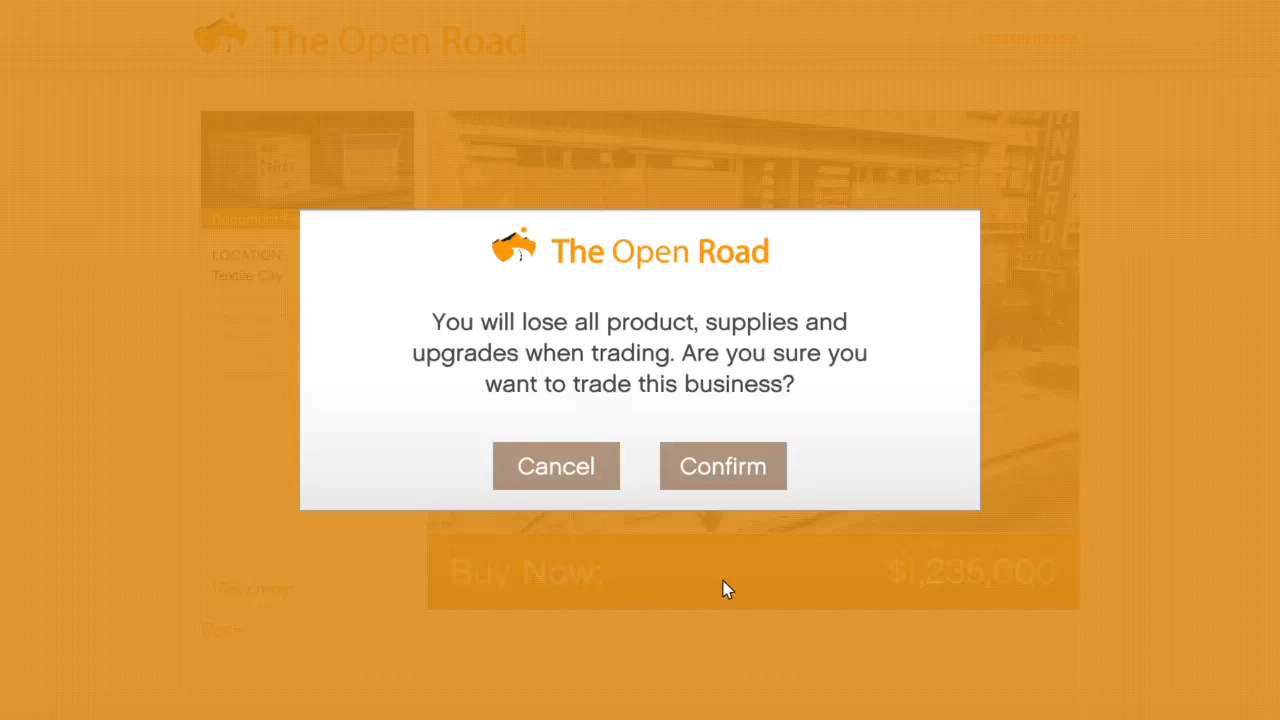 The Open Road
Document F
LOCATION
Textile City
The Open Road
You will lose all product, supplies and
upgrades when trading. Are you sure you
want to trade this business?
Cancel
Confirm
Buy Now:
$1,235,000